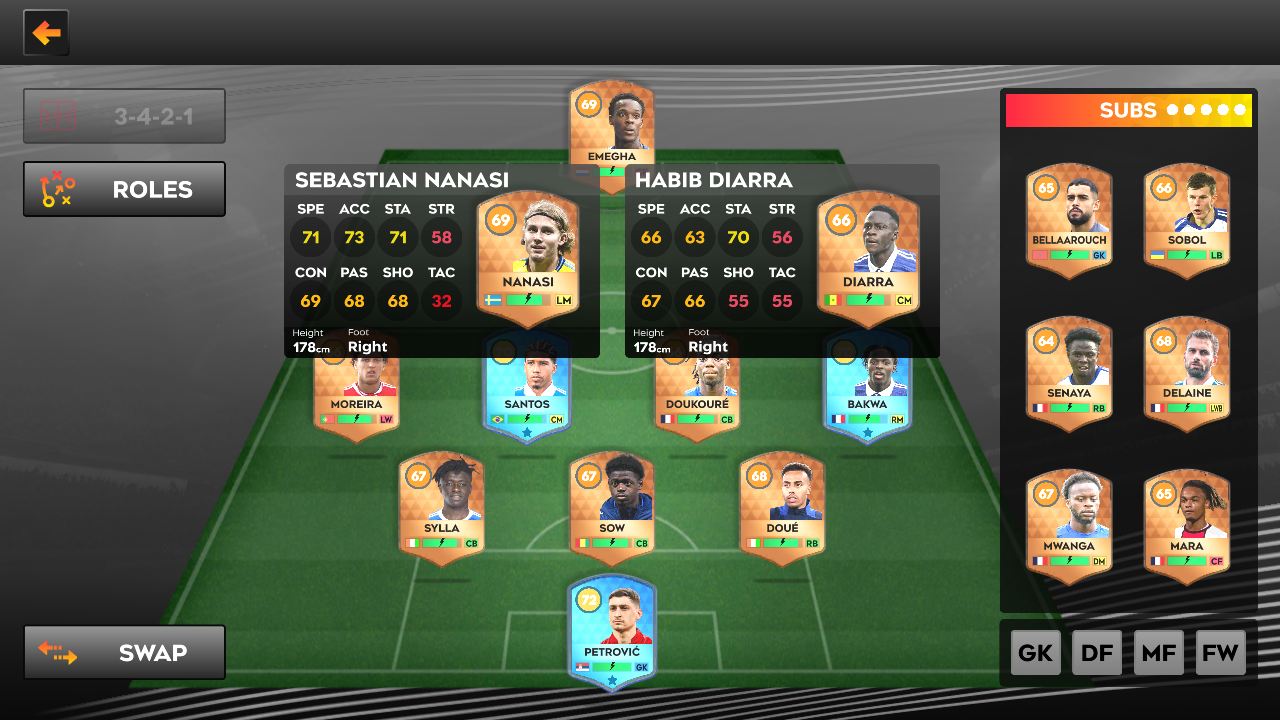 3-4-2-1
ROLES
SWAP
69
EMEGHA
SEBASTIAN NANASI
SPE ACC STA STR
71 73 71 58
CON PAS SHO TAC
69 68 68 32
Height Foot
178cm Right
69
NANASI
LM
HABIB DIARRA
SPE ACC STA STR
66 63 70 56
CON PAS SHO TAC
67 66 55 55
Height Foot
178cm Right
66
DIARRA
CM
MOREIRA
LW
SANTOS
CM
DOUKOURÉ
CB
BAKWA
RM
67
SYLLA
CB
67
SOW
CB
68
DOUÉ
RB
72
PETROVIĆ
GK
SUBS
65
BELLAAROUCH
GK
66
SOBOL
LB
64
SENAYA
RB
68
DELAINE
LWB
67
MWANGA
DM
65
MARA
CF
GK DF MF FW